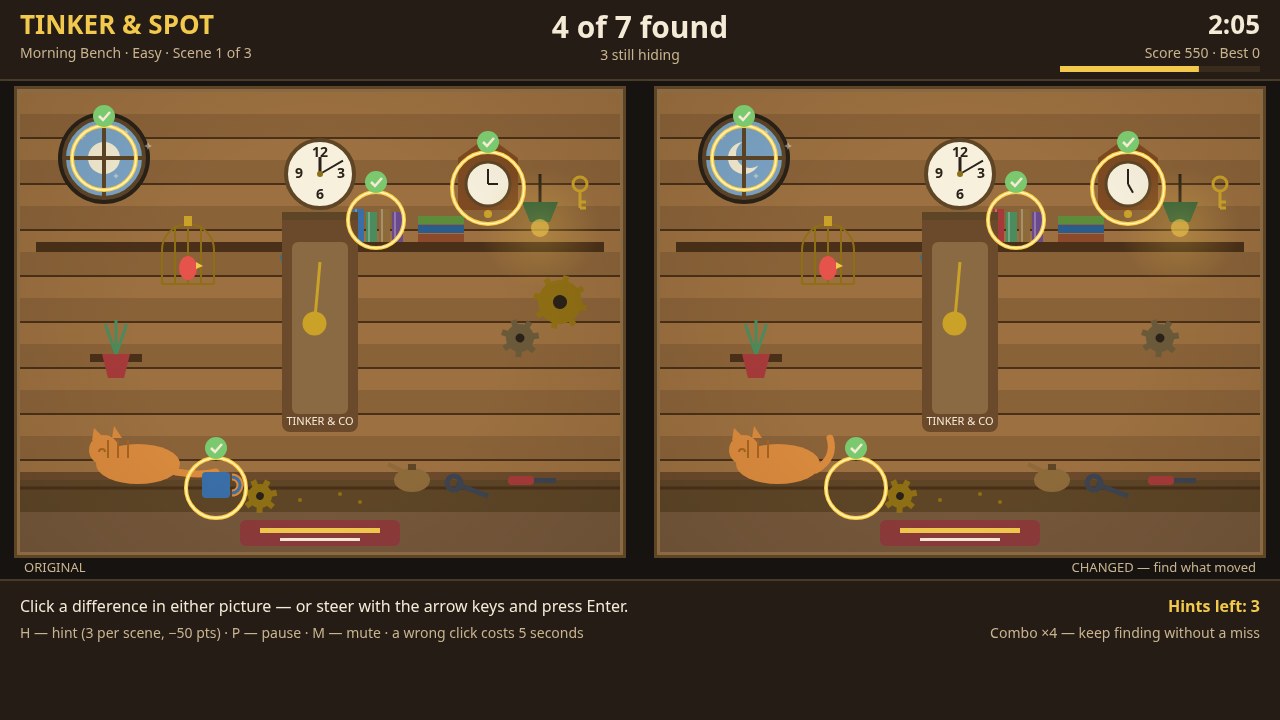 TINKER & SPOT
Morning Bench · Easy · Scene 1 of 3
4 of 7 found
3 still hiding
2:05
Score 550 · Best 0
12
9 3
6
TINKER & CO
12
9 3
6
TINKER & CO
ORIGINAL
CHANGED — find what moved
Click a difference in either picture — or steer with the arrow keys and press Enter.
H — hint (3 per scene, −50 pts) · P — pause · M — mute · a wrong click costs 5 seconds
Hints left: 3
Combo ×4 — keep finding without a miss